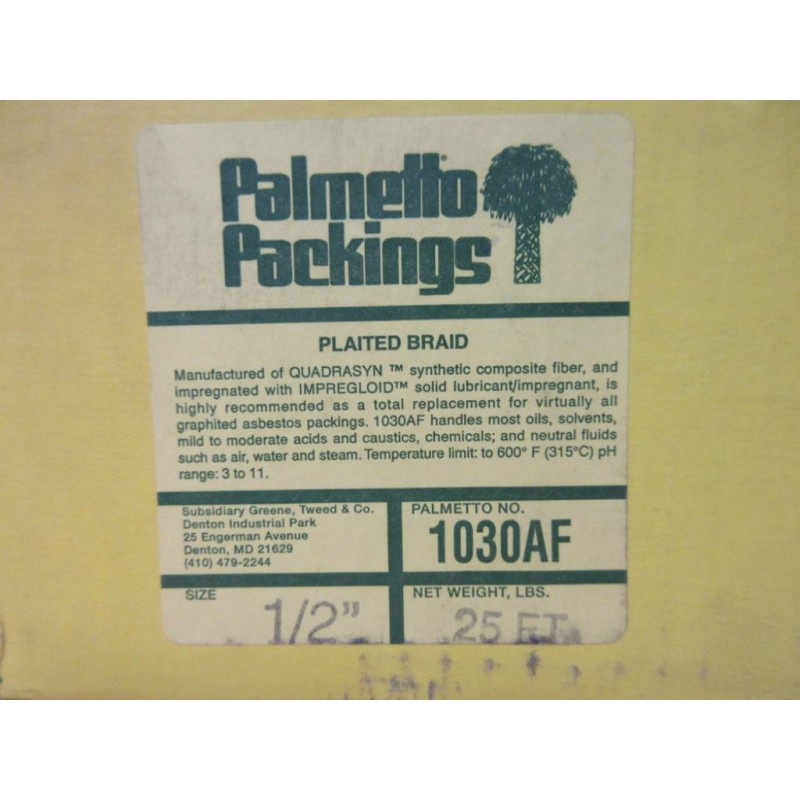 Palmetto
Packings
PLAITED BRAID
Manufactured of QUADRASYN ™ synthetic composite fiber, and
impregnated with IMPREGLOID™ solid lubricant/impregnant, is
highly recommended as a total replacement for virtually all
graphited asbestos packings. 1030AF handles most oils, solvents,
mild to moderate acids and caustics, chemicals; and neutral fluids
such as air, water and steam. Temperature limit: to 600° F (315°C) pH
range: 3 to 11.
Subsidiary Greene, Tweed & Co.
Denton Industrial Park
25 Engerman Avenue
Denton, MD 21629
(410) 479-2244
PALMETTO NO.
1030AF
SIZE
1/2”
NET WEIGHT, LBS.
25 FT.